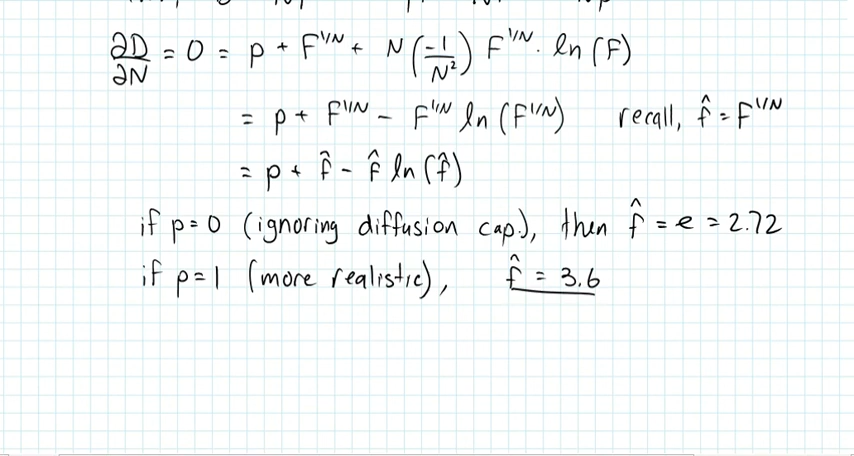 ∂D/∂N = 0 = p + F^{1/N} + N(-1/N²) F^{1/N} · ln(F)
= p + F^{1/N} - F^{1/N} ln(F^{1/N}) recall, f̂ = F^{1/N}
= p + f̂ - f̂ ln(f̂)
if p=0 (ignoring diffusion cap.), then f̂ = e = 2.72
if p=1 (more realistic), f̂ = 3.6